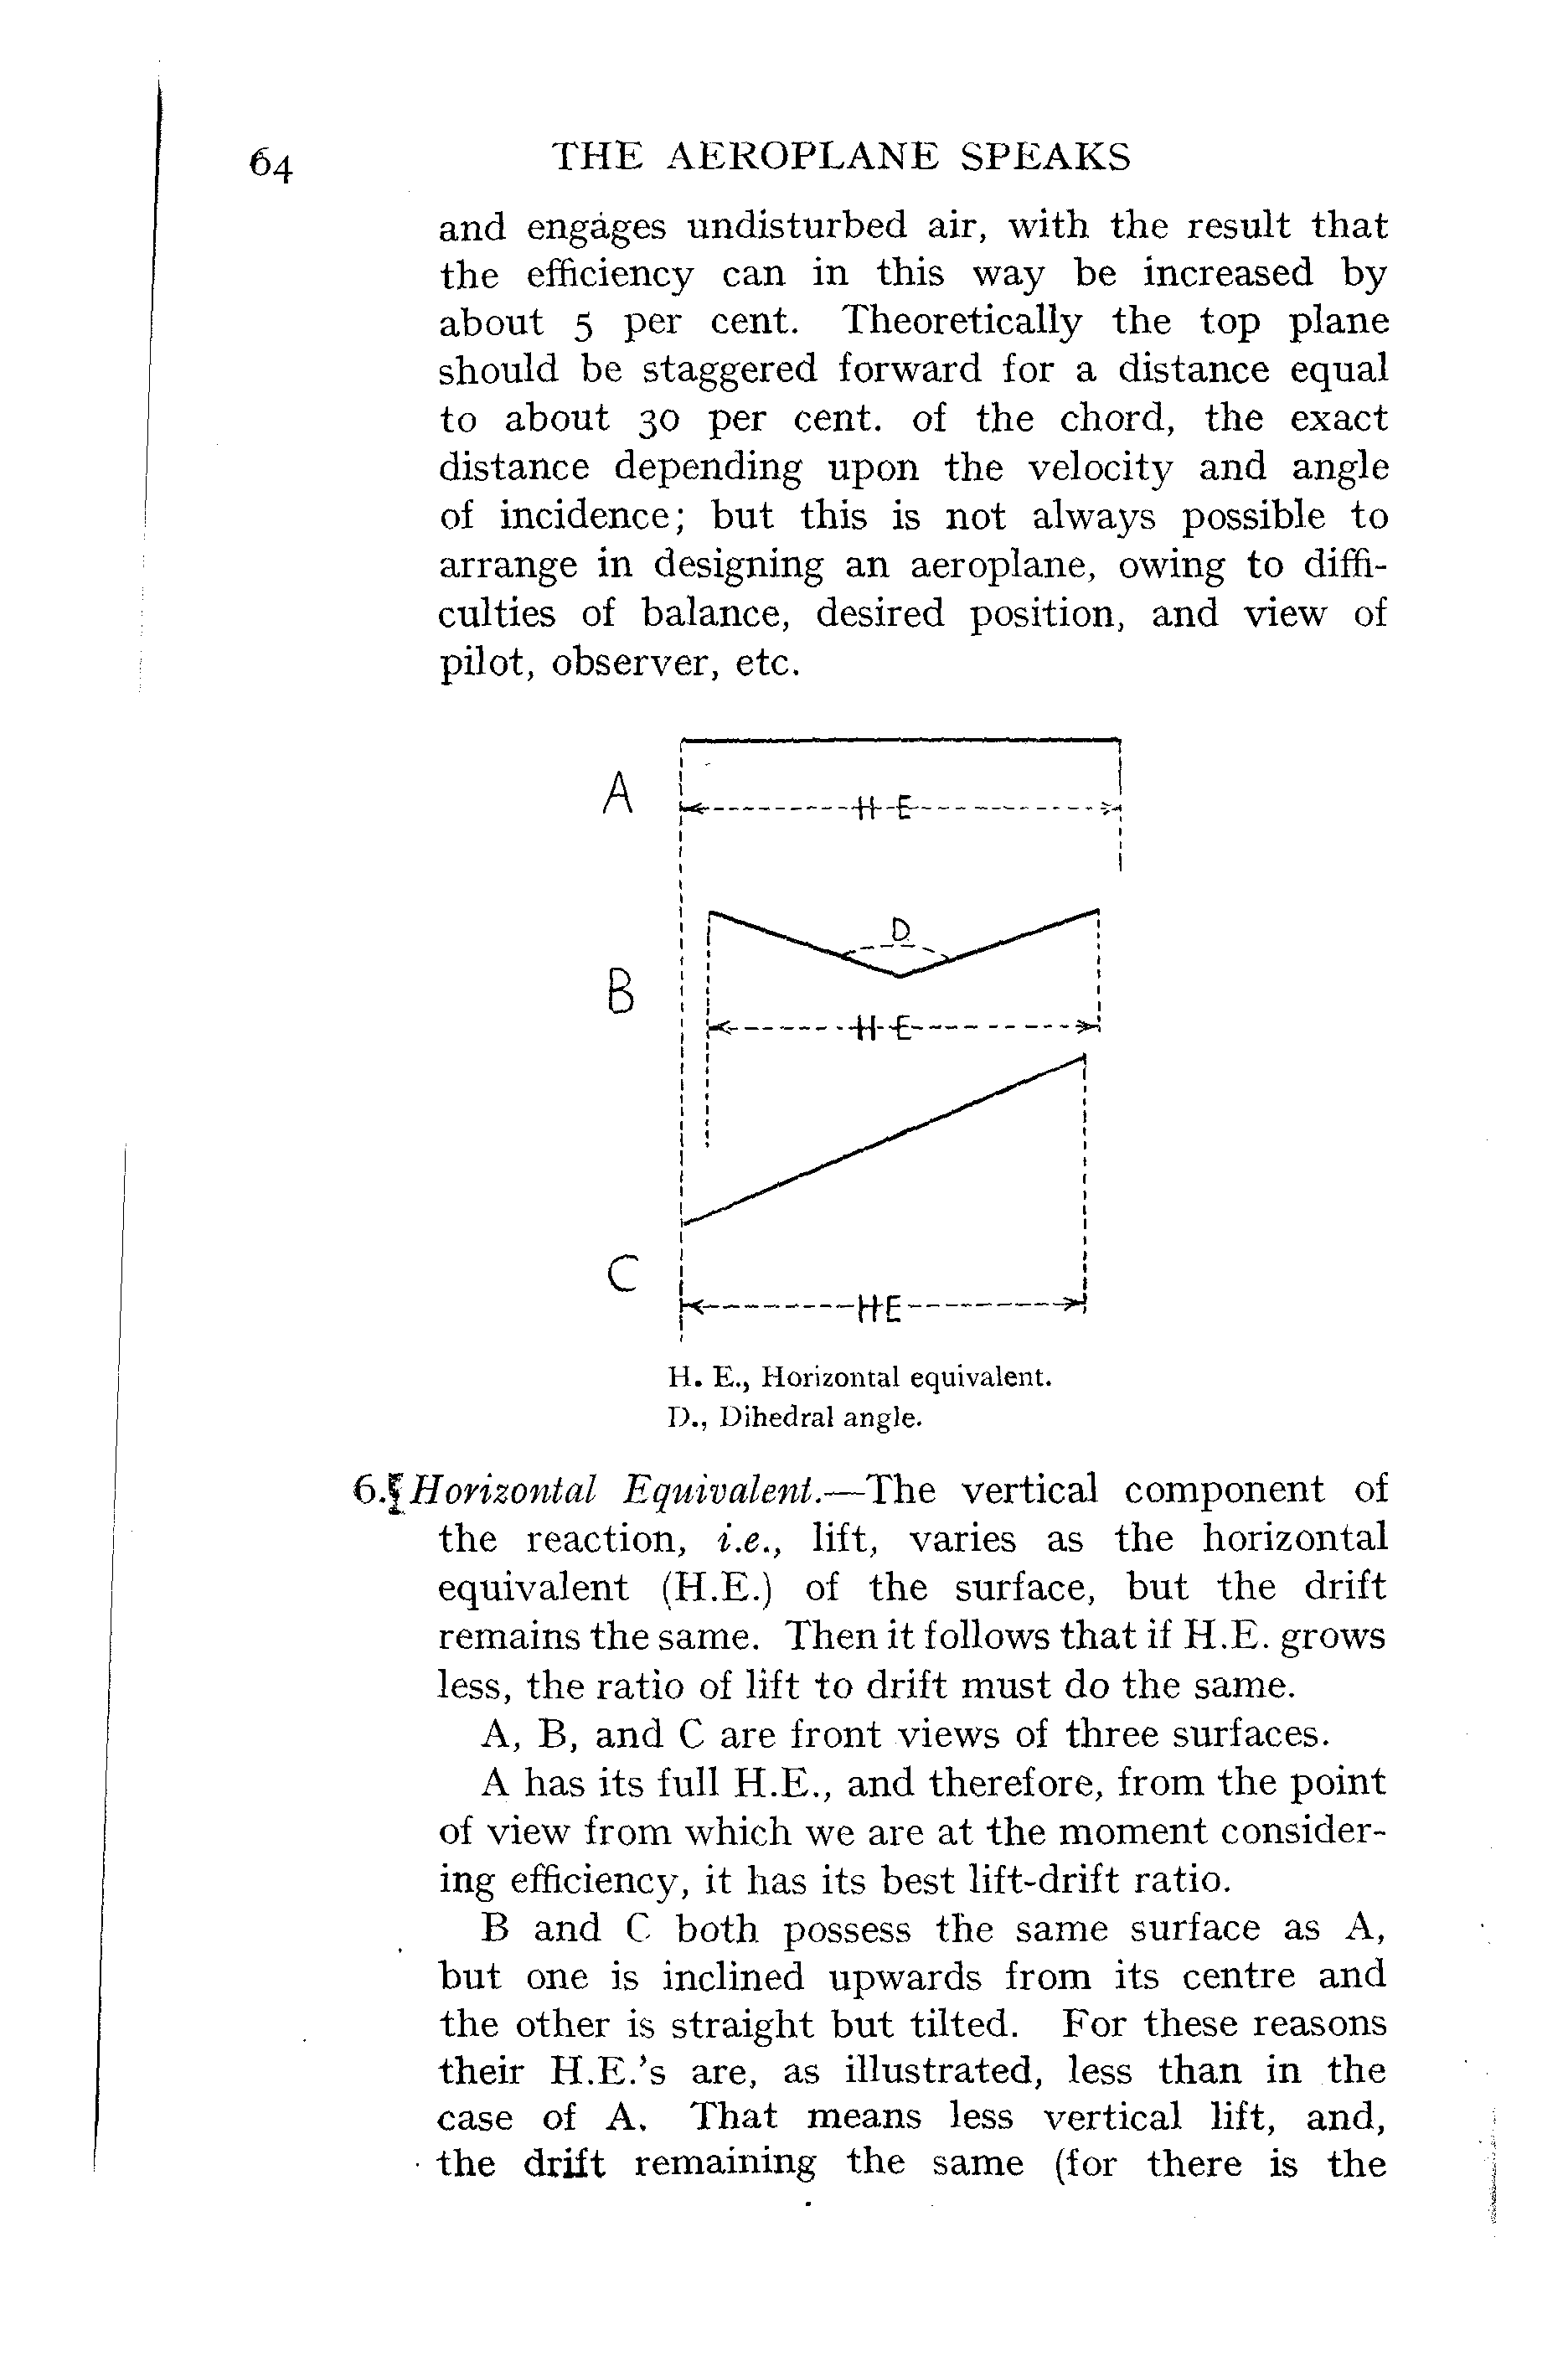 64 THE AEROPLANE SPEAKS
and engages undisturbed air, with the result that
the efficiency can in this way be increased by
about 5 per cent. Theoretically the top plane
should be staggered forward for a distance equal
to about 30 per cent. of the chord, the exact
distance depending upon the velocity and angle
of incidence; but this is not always possible to
arrange in designing an aeroplane, owing to diffi-
culties of balance, desired position, and view of
pilot, observer, etc.
A
H E
D
B
H E
C
H E
H. E., Horizontal equivalent.
D., Dihedral angle.
6. Horizontal Equivalent.—The vertical component of
the reaction, i.e., lift, varies as the horizontal
equivalent (H.E.) of the surface, but the drift
remains the same. Then it follows that if H.E. grows
less, the ratio of lift to drift must do the same.
A, B, and C are front views of three surfaces.
A has its full H.E., and therefore, from the point
of view from which we are at the moment consider-
ing efficiency, it has its best lift-drift ratio.
B and C both possess the same surface as A,
but one is inclined upwards from its centre and
the other is straight but tilted. For these reasons
their H.E.'s are, as illustrated, less than in the
case of A. That means less vertical lift, and,
the drift remaining the same (for there is the